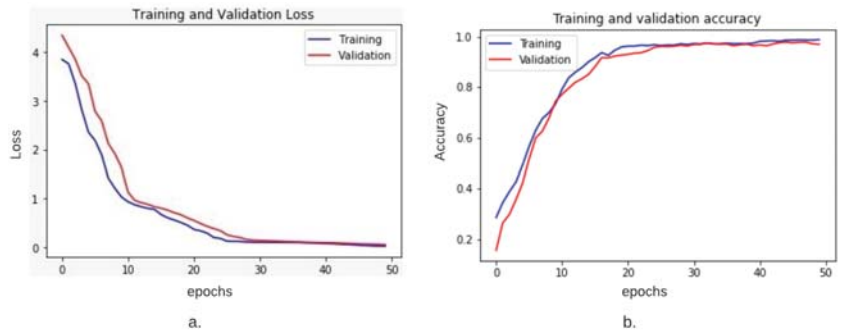 Training and Validation Loss
Training
Validation
Loss
4
3
2
1
0
0 10 20 30 40 50
epochs
a.
Training and validation accuracy
Training
Validation
Accuracy
1.0
0.8
0.6
0.4
0.2
0 10 20 30 40 50
epochs
b.